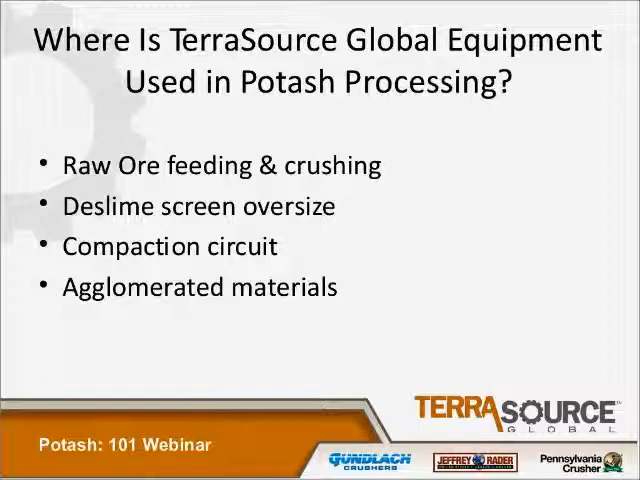 Where Is TerraSource Global Equipment
Used in Potash Processing?
• Raw Ore feeding & crushing
• Deslime screen oversize
• Compaction circuit
• Agglomerated materials
TERRASOURCE™
GLOBAL
Potash: 101 Webinar
GUNDLACH
CRUSHERS
JEFFREY RADER
Pennsylvania
Crusher